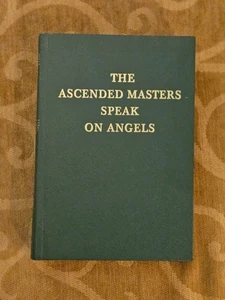 THE
ASCENDED MASTERS
SPEAK
ON ANGELS